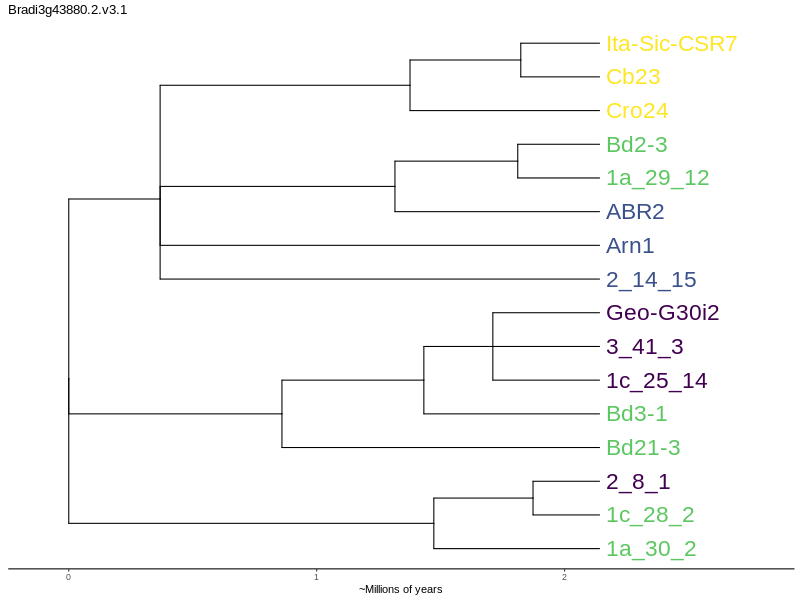 Bradi3g43880.2.v3.1
Ita-Sic-CSR7
Cb23
Cro24
Bd2-3
1a_29_12
ABR2
Arn1
2_14_15
Geo-G30i2
3_41_3
1c_25_14
Bd3-1
Bd21-3
2_8_1
1c_28_2
1a_30_2
0 1 2
~Millions of years